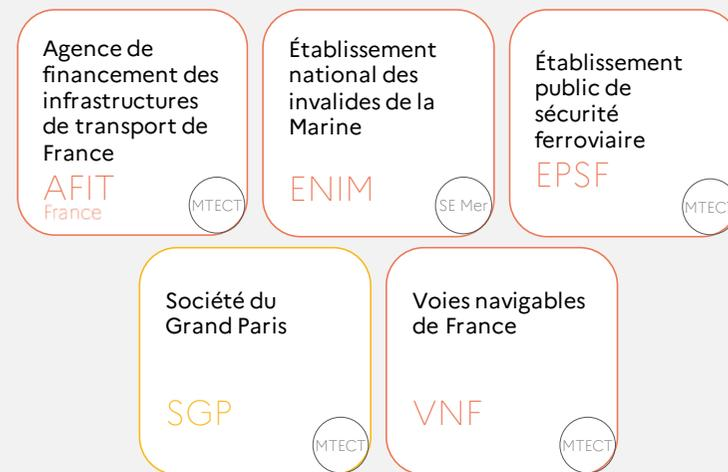 Agence de
financement des
infrastructures
de transport de
France
AFIT
France
MTECT
Établissement
national des
invalides de la
Marine
ENIM
SE Mer
Établissement
public de
sécurité
ferroviaire
EPSF
MTEC
Société du
Grand Paris
SGP
MTECT
Voies navigables
de France
VNF
MTECT